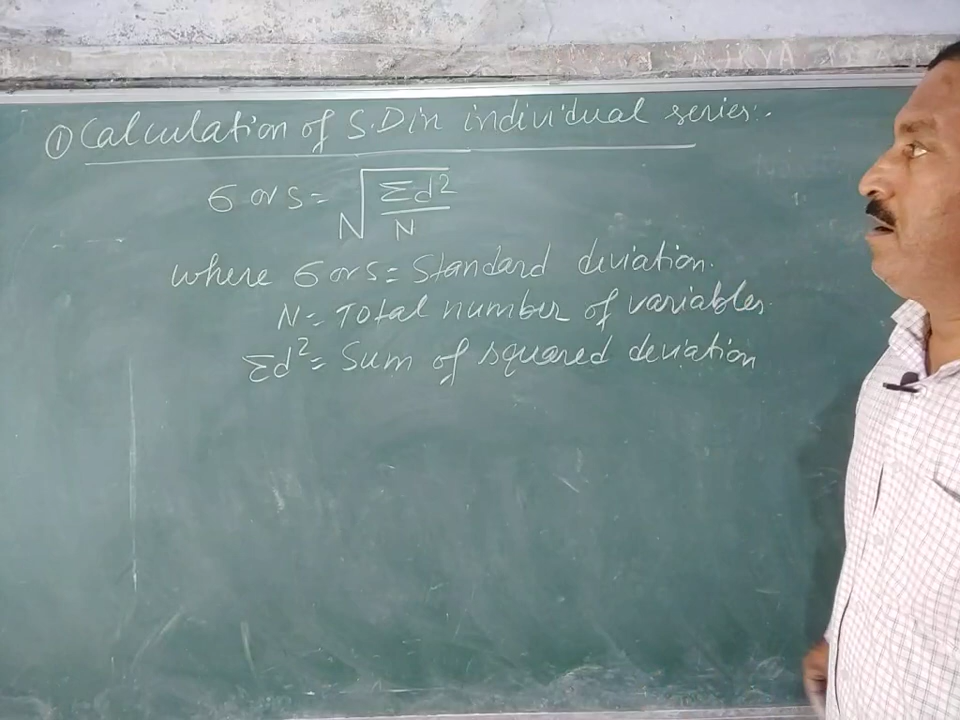 ① Calculation of S.D in individual series:.
σ or s = √Σd²/N
where σ or s = Standard deviation.
N = Total number of variables.
Σd² = Sum of squared deviation